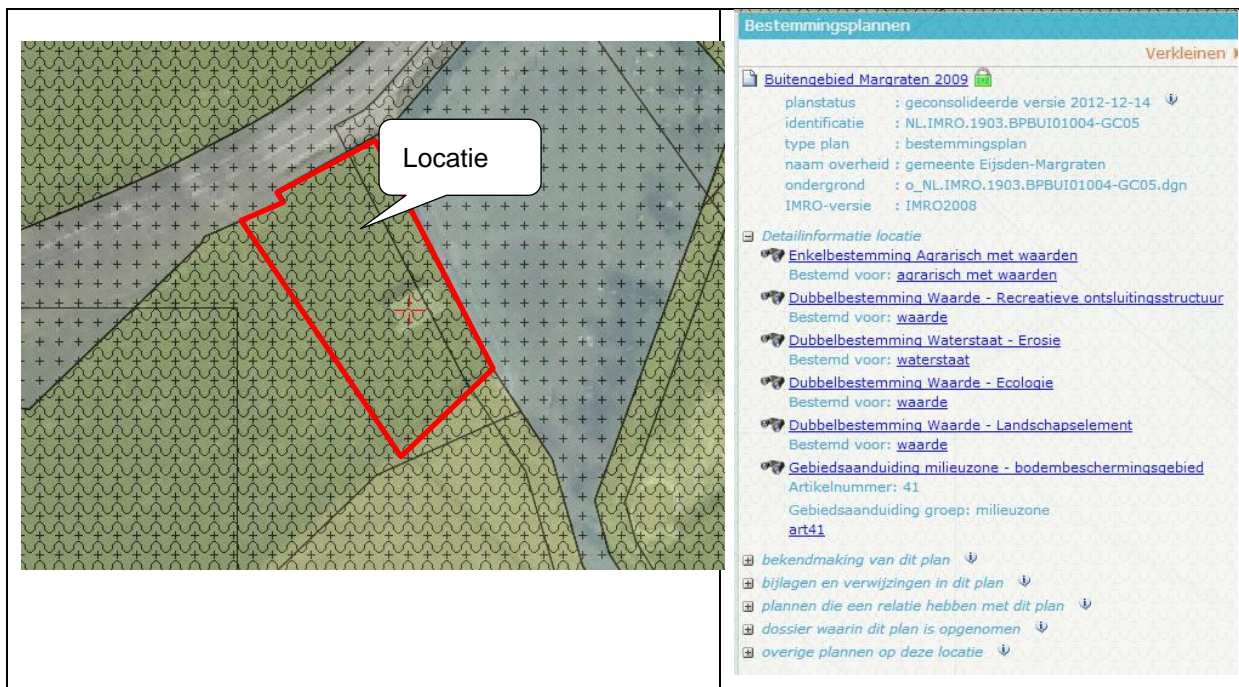 Locatie
Bestemmingsplannen
Verkleinen
Buitengebied Margraten 2009
planstatus : geconsolideerde versie 2012-12-14
identificatie : NL.IMRO.1903.BPBUI01004-GC05
type plan : bestemmingsplan
naam overheid : gemeente Eijsden-Margraten
ondergrond : o_NL.IMRO.1903.BPBUI01004-GC05.dgn
IMRO-versie : IMRO2008
Detailinformatie locatie
Enkelbestemming Agrarisch met waarden
Bestemd voor: agrarisch met waarden
Dubbelbestemming Waarde - Recreatieve ontsluitingsstructuur
Bestemd voor: waarde
Dubbelbestemming Waterstaat - Erosie
Bestemd voor: waterstaat
Dubbelbestemming Waarde - Ecologie
Bestemd voor: waarde
Dubbelbestemming Waarde - Landschapselement
Bestemd voor: waarde
Gebiedsaanduiding milieuzone - bodembeschermingsgebied
Artikelnummer: 41
Gebiedsaanduiding groep: milieuzone
art41
bekendmaking van dit plan
bijlagen en verwijzingen in dit plan
plannen die een relatie hebben met dit plan
dossier waarin dit plan is opgenomen
overige plannen op deze locatie